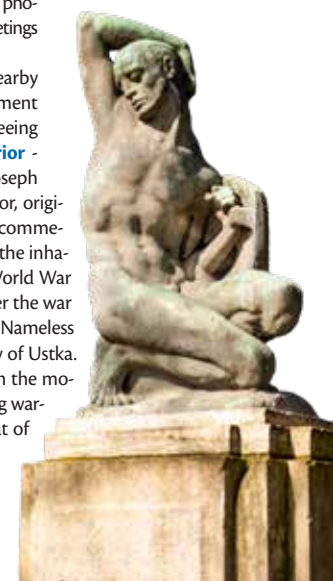 pho-
etings
earby
ment
eeing
rior -
oseph
or, origi-
comme-
the inha-
World War
er the war
Nameless
y of Ustka.
n the mo-
g war-
at of